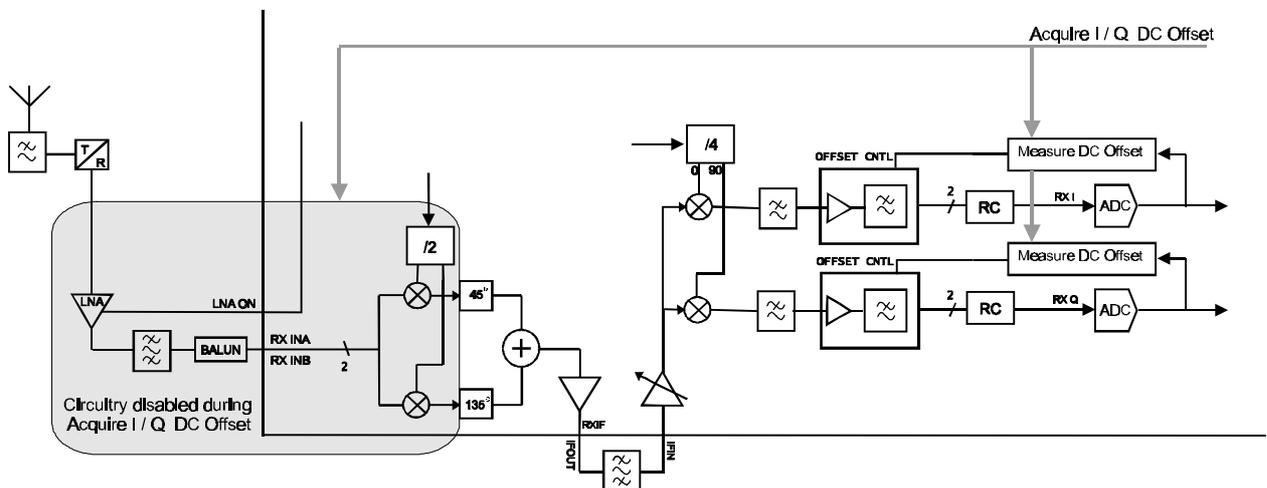 Acquire I / Q DC Offset
T/R
/4
0 90
OFFSET CNTL
Measure DC Offset
2
RC
RX I
ADC
/2
OFFSET CNTL
Measure DC Offset
2
RC
RX Q
ADC
LNA
LNA ON
45°
BALUN
RX INA
RX INB
2
+
135°
Circuitry disabled during
Acquire I / Q DC Offset
RXIF
IFOUT
IFIN